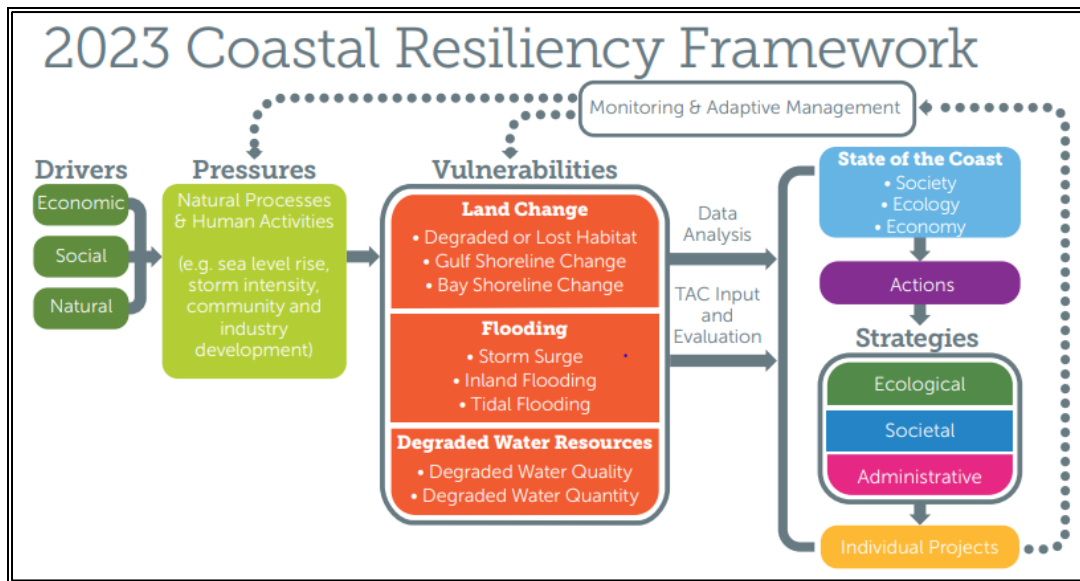 2023 Coastal Resiliency Framework
Monitoring & Adaptive Management
Drivers
Economic
Social
Natural
Pressures
Natural Processes
& Human Activities
(e.g. sea level rise,
storm intensity,
community and
industry
development)
Vulnerabilities
Land Change
• Degraded or Lost Habitat
• Gulf Shoreline Change
• Bay Shoreline Change
Flooding
• Storm Surge
• Inland Flooding
• Tidal Flooding
Degraded Water Resources
• Degraded Water Quality
• Degraded Water Quantity
Data
Analysis
TAC Input
and
Evaluation
State of the Coast
• Society
• Ecology
• Economy
Actions
Strategies
Ecological
Societal
Administrative
Individual Projects